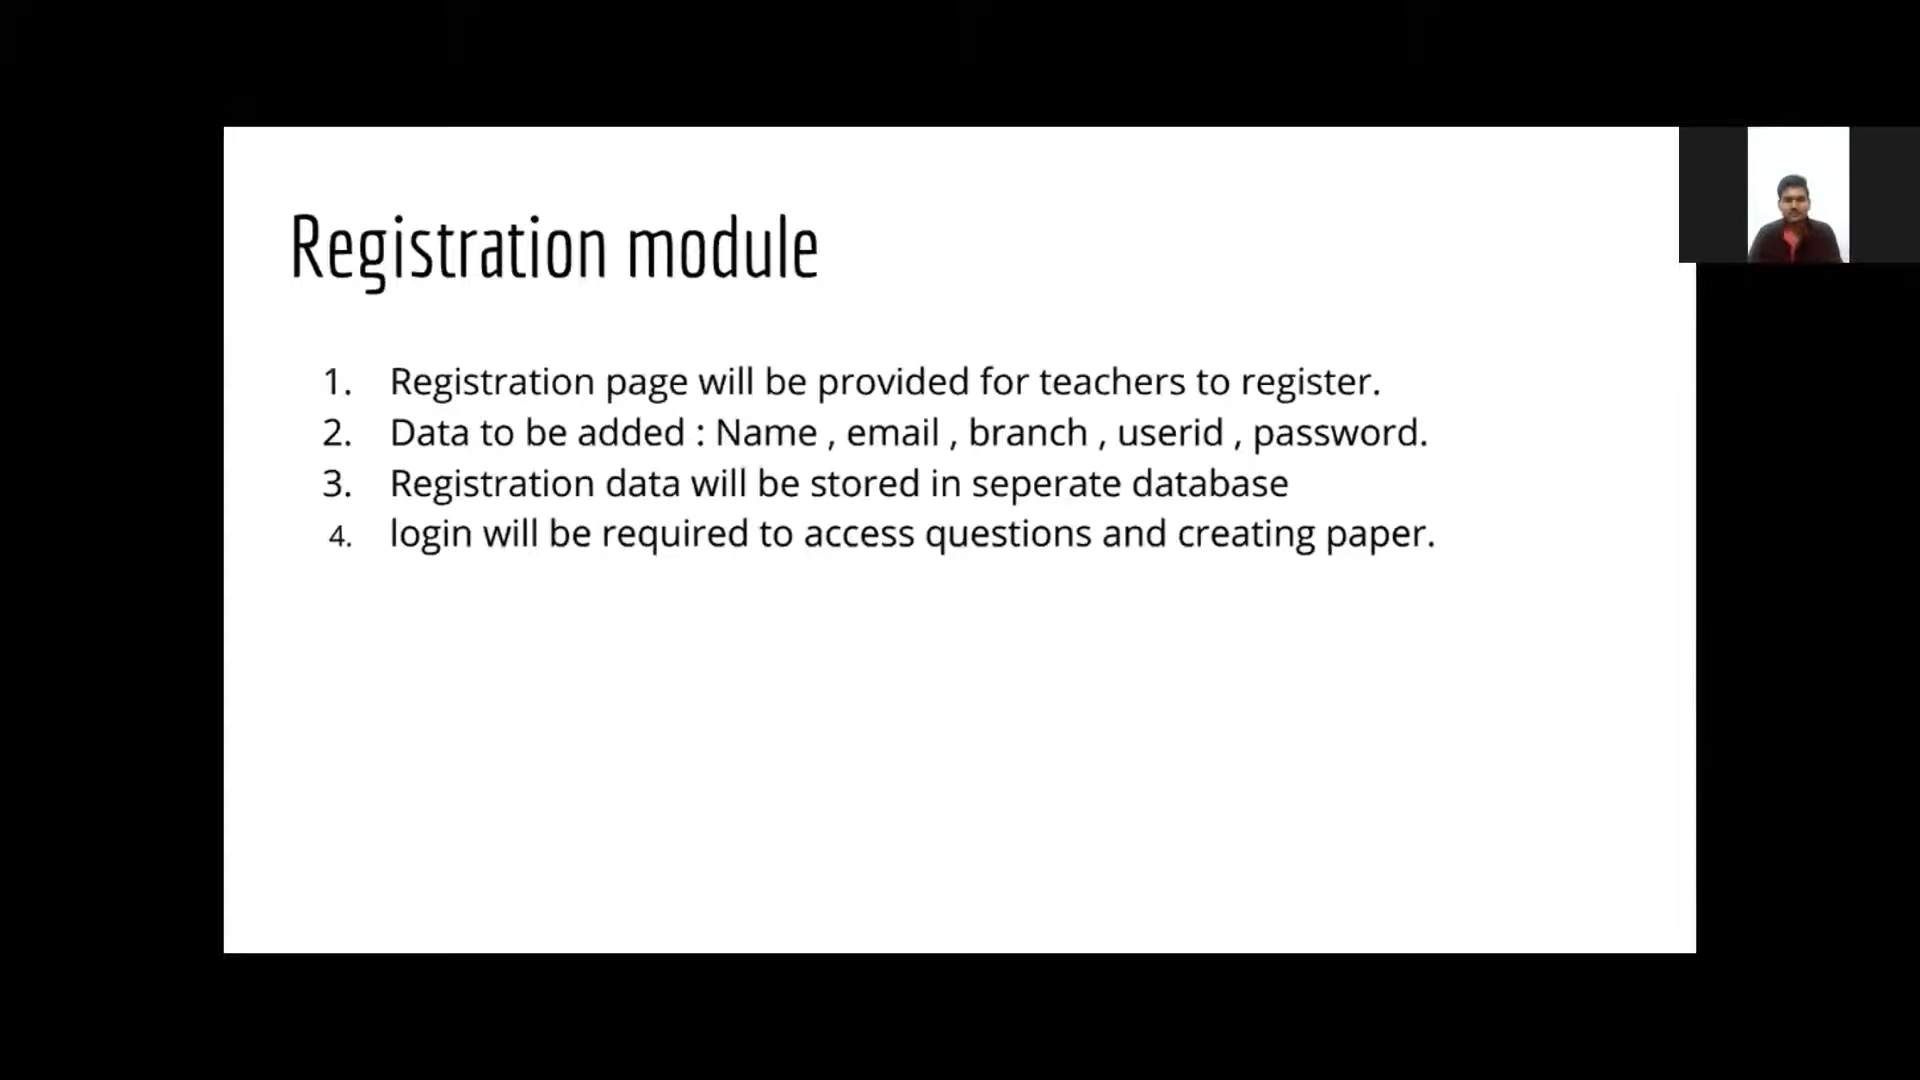 Registration module
1. Registration page will be provided for teachers to register.
2. Data to be added : Name , email , branch , userid , password.
3. Registration data will be stored in seperate database
4. login will be required to access questions and creating paper.